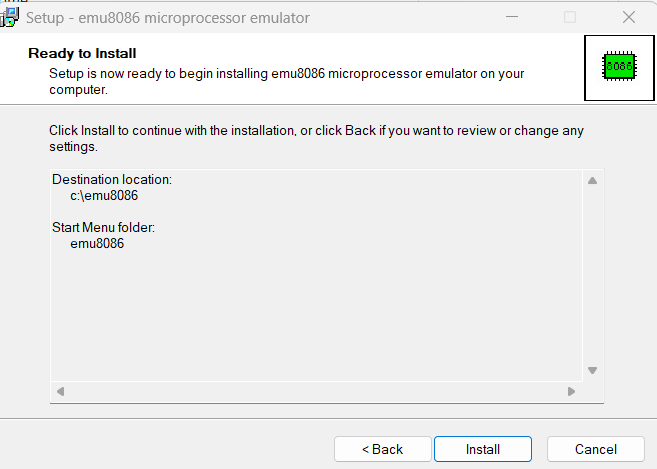 Setup - emu8086 microprocessor emulator
Ready to Install
Setup is now ready to begin installing emu8086 microprocessor emulator on your
computer.
8086
Click Install to continue with the installation, or click Back if you want to review or change any
settings.
Destination location:
c:\emu8086
Start Menu folder:
emu8086
< Back
Install
Cancel